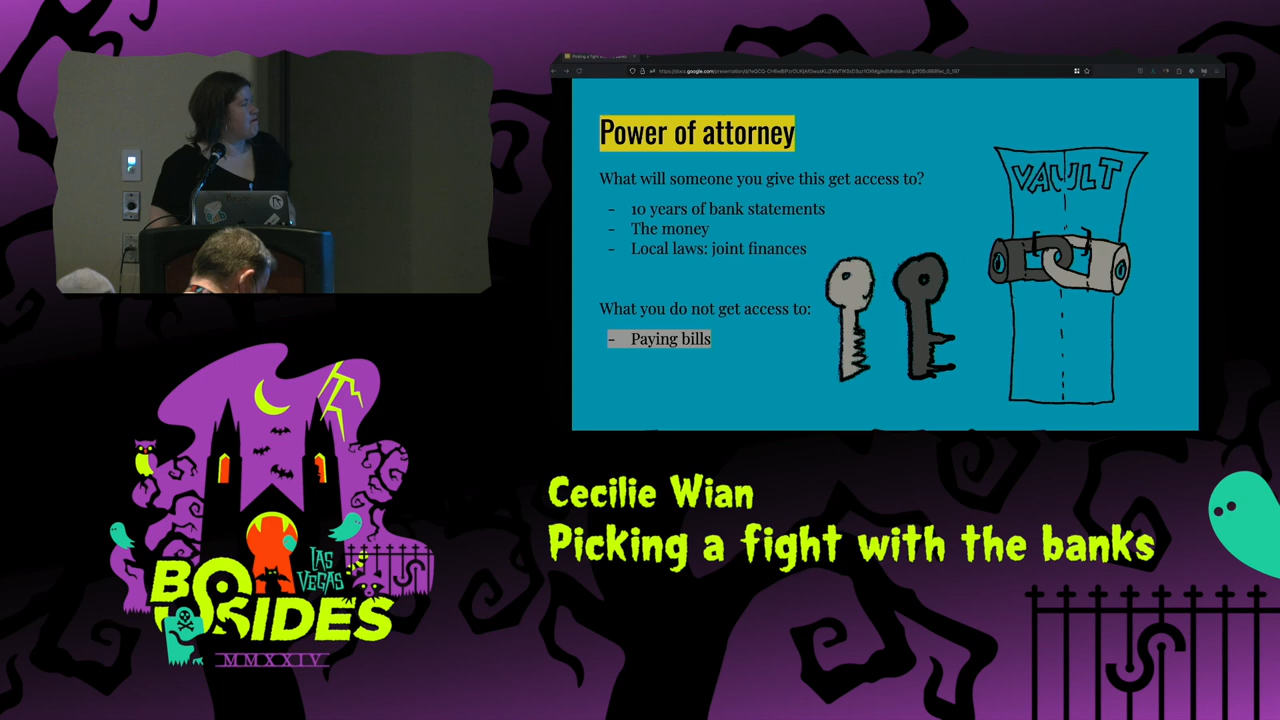 Power of attorney
What will someone you give this get access to?
- 10 years of bank statements
- The money
- Local laws: joint finances
What you do not get access to:
- Paying bills
VAULT
Cecilie Wian
Picking a fight with the banks
LAS
VEGAS
BSIDES
MMXXIV